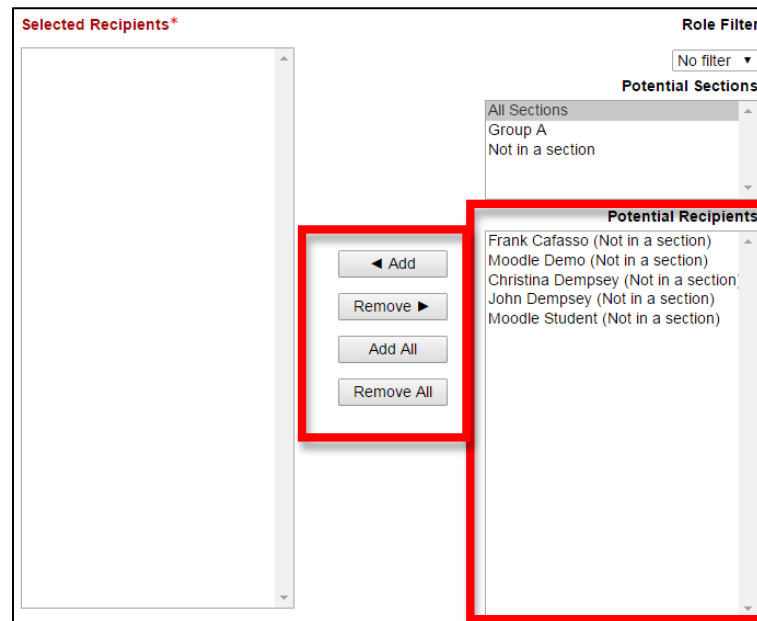 Selected Recipients*
Role Filter
No filter ▼
Potential Sections
All Sections
Group A
Not in a section
Potential Recipients
Frank Cafasso (Not in a section)
Moodle Demo (Not in a section)
Christina Dempsey (Not in a section)
John Dempsey (Not in a section)
Moodle Student (Not in a section)
◄ Add
Remove ►
Add All
Remove All